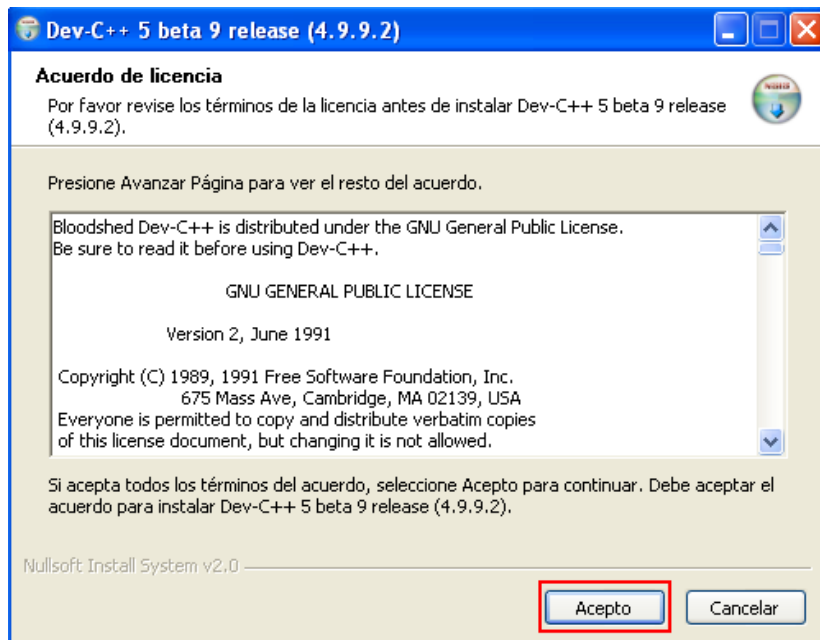 Dev-C++ 5 beta 9 release (4.9.9.2)
Acuerdo de licencia
Por favor revise los términos de la licencia antes de instalar Dev-C++ 5 beta 9 release
(4.9.9.2).
Presione Avanzar Página para ver el resto del acuerdo.
Bloodshed Dev-C++ is distributed under the GNU General Public License.
Be sure to read it before using Dev-C++.
GNU GENERAL PUBLIC LICENSE
Version 2, June 1991
Copyright (C) 1989, 1991 Free Software Foundation, Inc.
675 Mass Ave, Cambridge, MA 02139, USA
Everyone is permitted to copy and distribute verbatim copies
of this license document, but changing it is not allowed.
Si acepta todos los términos del acuerdo, seleccione Acepto para continuar. Debe aceptar el
acuerdo para instalar Dev-C++ 5 beta 9 release (4.9.9.2).
Nullsoft Install System v2.0
Acepto
Cancelar